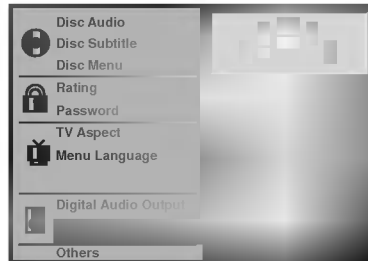 Disc Audio
Disc Subtitle
Disc Menu
Rating
Password
TV Aspect
Menu Language
Digital Audio Output
Others